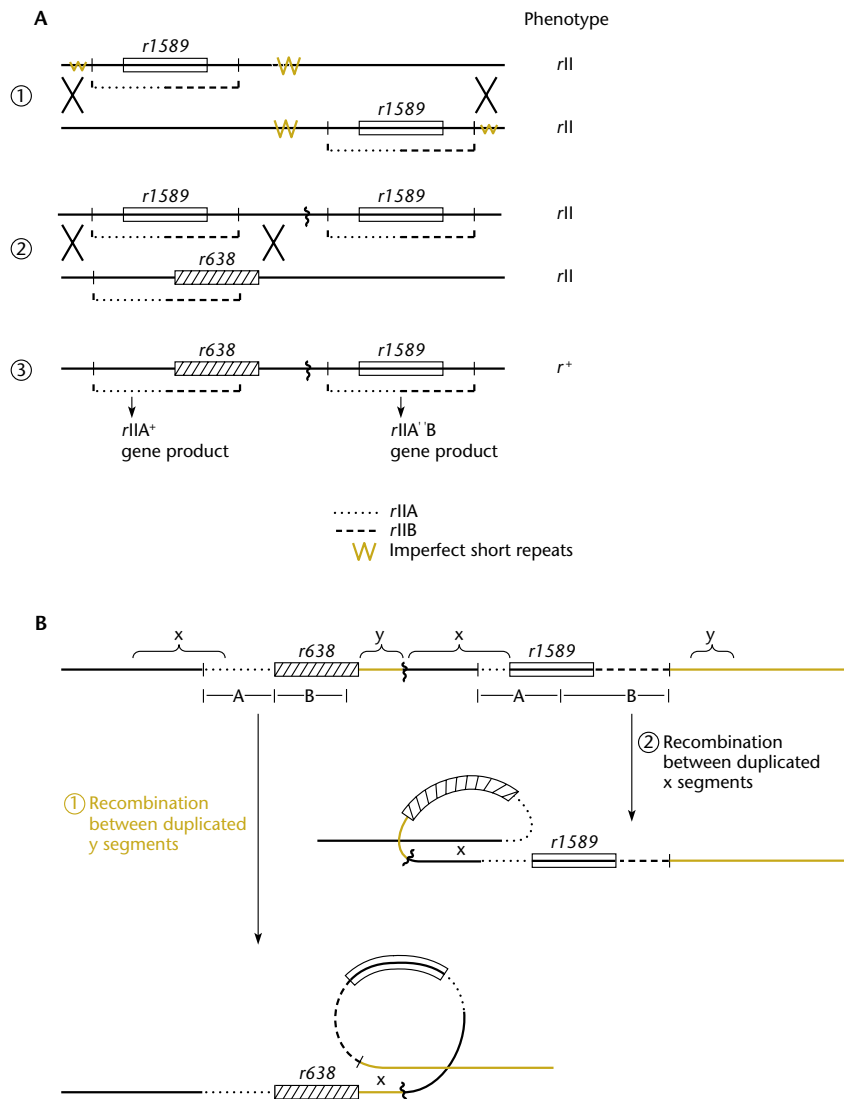 A
Phenotype
r1589
rII
①
r1589
rII
r1589
r1589
rII
②
r638
rII
r638
r1589
r+
③
rIIA+
gene product
rIIA''B
gene product
rIIA
rIIB
Imperfect short repeats
B
x
y
x
y
r638
r1589
A
B
A
B
② Recombination
between duplicated
x segments
① Recombination
between duplicated
y segments
x
r1589
r638
x